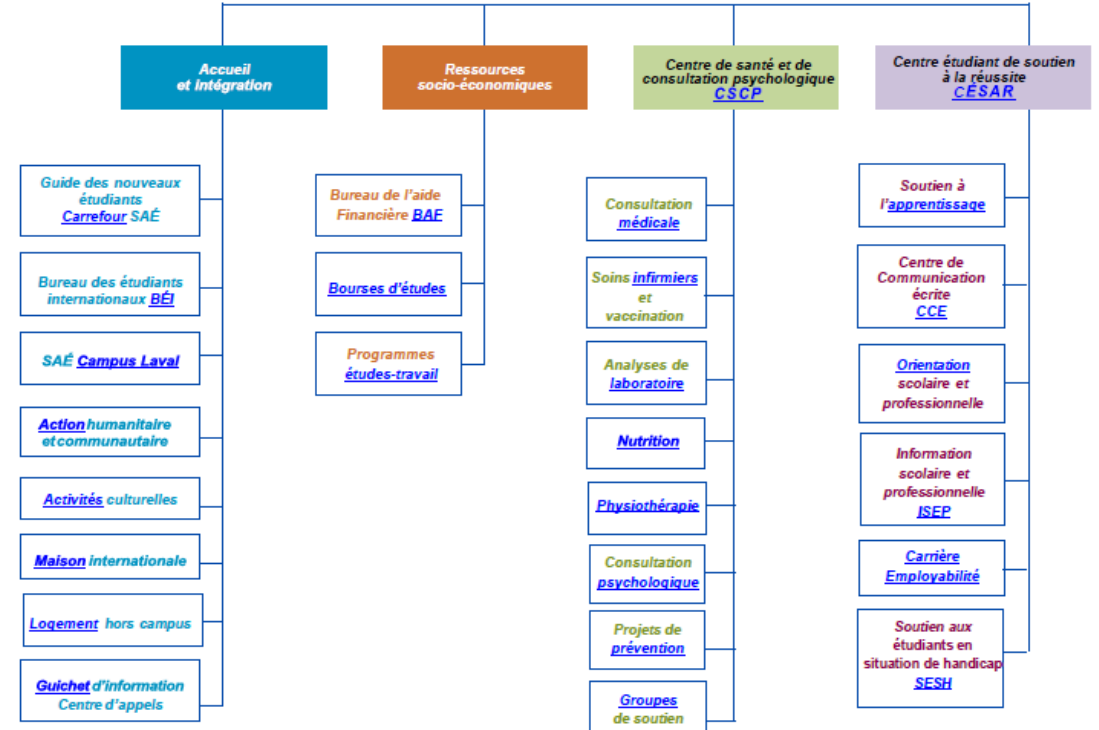 Accueil
et Intégration
Guide des nouveaux
étudiants
Carrefour SAÉ
Bureau des étudiants
internationaux BÉI
SAÉ Campus Laval
Action humanitaire
et communautaire
Activités culturelles
Maison internationale
Logement hors campus
Guichet d'information
Centre d'appels
Ressources
socio-économiques
Bureau de l'aide
Financière BAF
Bourses d'études
Programmes
études-travail
Centre de santé et de
consultation psychologique
CSCP
Consultation
médicale
Soins infirmiers
et
vaccination
Analyses de
laboratoire
Nutrition
Physiothérapie
Consultation
psychologique
Projets de
prévention
Groupes
de soutien
Centre étudiant de soutien
à la réussite
CÉSAR
Soutien à
l'apprentissage
Centre de
Communication
écrite
CCE
Orientation
scolaire et
professionnelle
Information
scolaire et
professionnelle
ISEP
Carrière
Employabilité
Soutien aux
étudiants en
situation de handicap
SESH